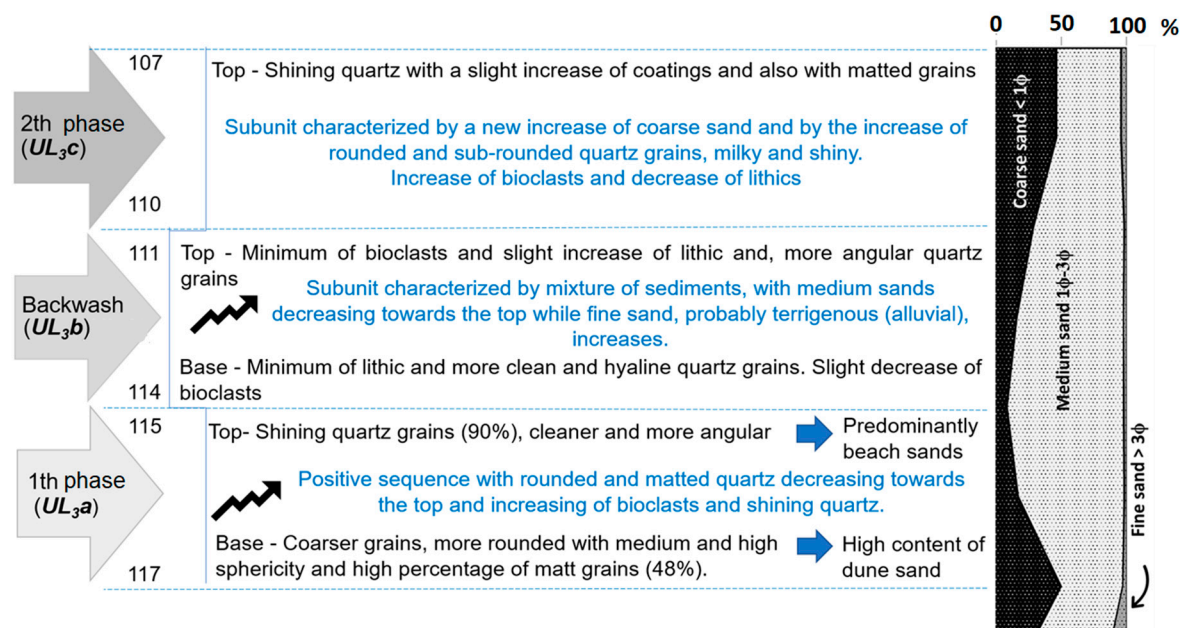 0 50 100 %
107
Top - Shining quartz with a slight increase of coatings and also with matted grains
2th phase
(UL3c)
Subunit characterized by a new increase of coarse sand and by the increase of
rounded and sub-rounded quartz grains, milky and shiny.
Increase of bioclasts and decrease of lithics
110
111
Top - Minimum of bioclasts and slight increase of lithic and, more angular quartz
grains
Backwash
(UL3b)
Subunit characterized by mixture of sediments, with medium sands
decreasing towards the top while fine sand, probably terrigenous (alluvial),
increases.
Base - Minimum of lithic and more clean and hyaline quartz grains. Slight decrease of
bioclasts
114
115
Top- Shining quartz grains (90%), cleaner and more angular
Predominantly
beach sands
1th phase
(UL3a)
Positive sequence with rounded and matted quartz decreasing towards
the top and increasing of bioclasts and shining quartz.
Base - Coarser grains, more rounded with medium and high
sphericity and high percentage of matt grains (48%).
High content of
dune sand
117
Coarse sand < 1ϕ
Medium sand 1ϕ-3ϕ
Fine sand > 3ϕ